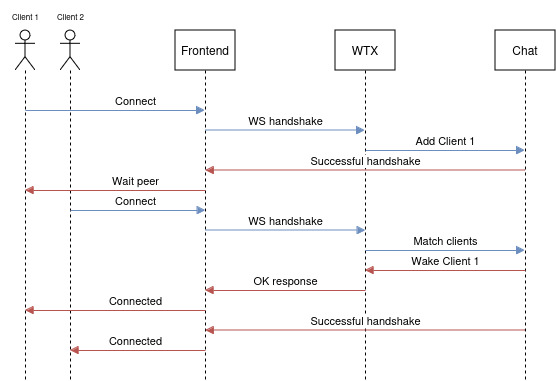 Client 1
Client 2
Frontend
WTX
Chat
Connect
WS handshake
Add Client 1
Successful handshake
Wait peer
Connect
WS handshake
Match clients
Wake Client 1
OK response
Connected
Successful handshake
Connected